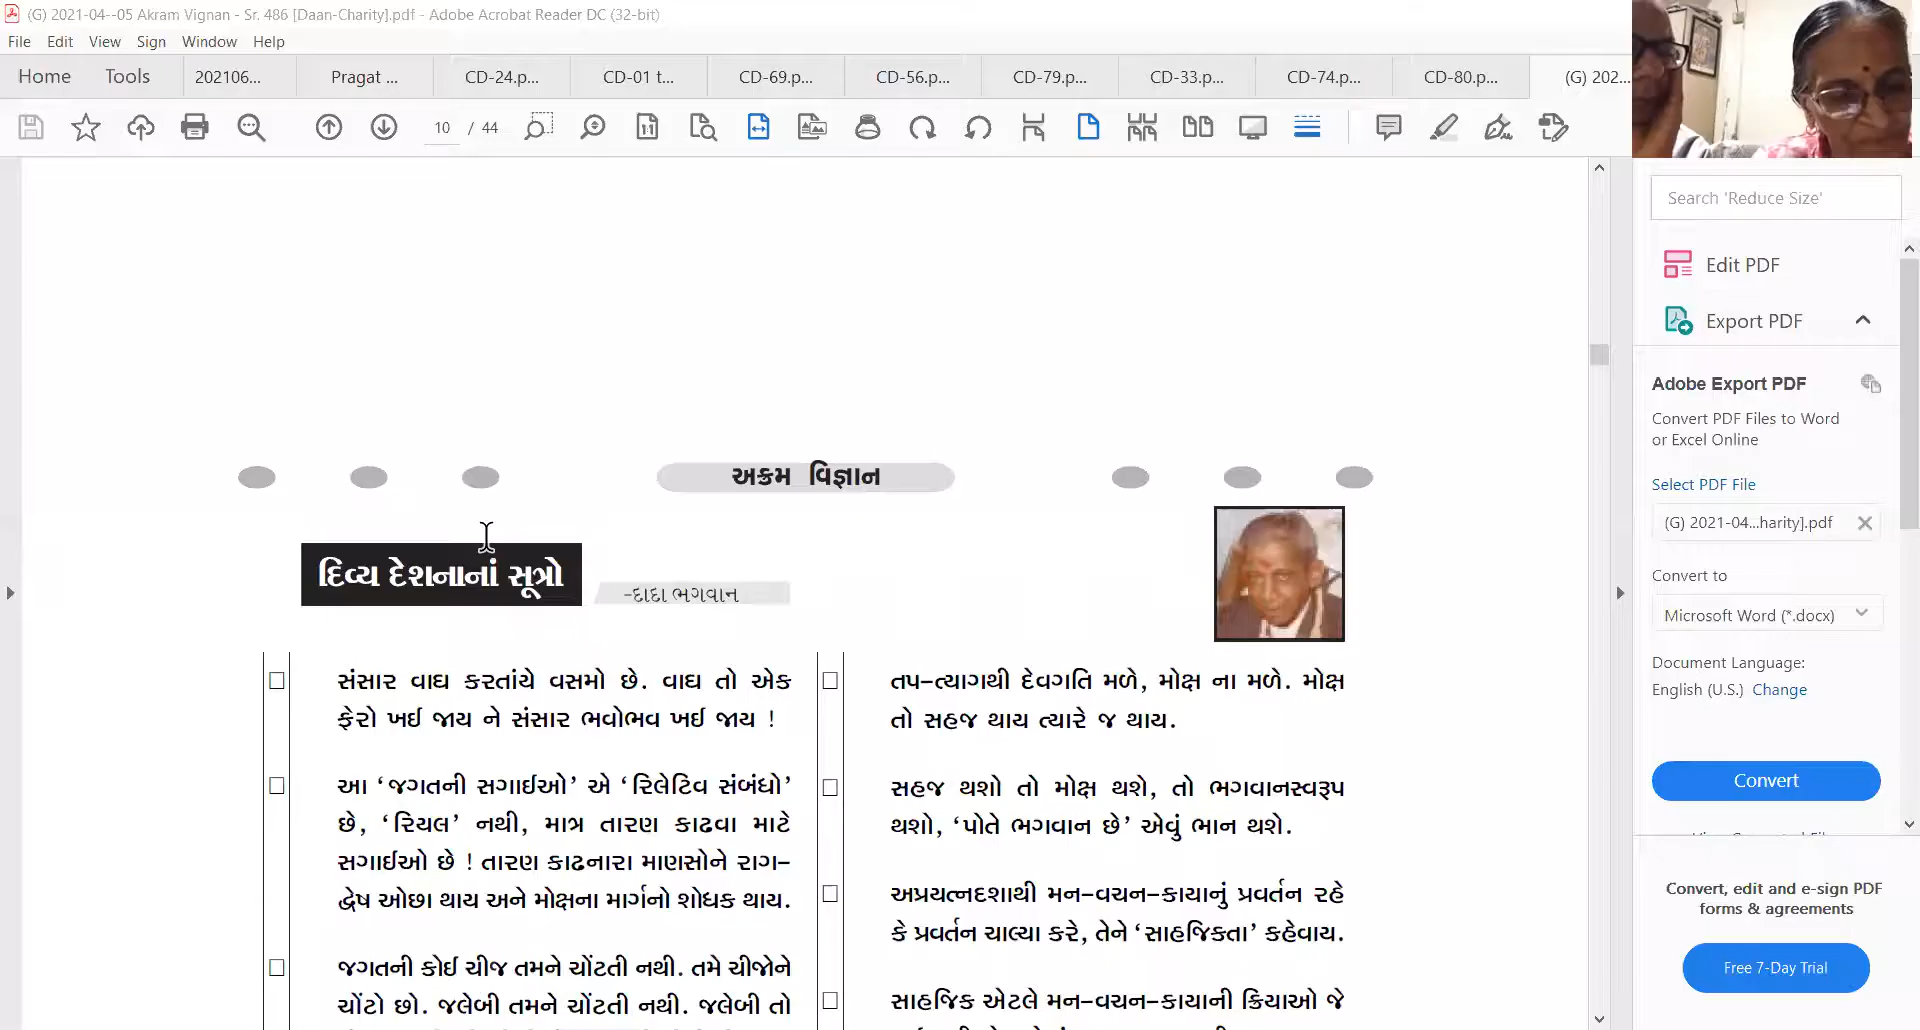 (G) 2021-04--05 Akram Vignan - Sr. 486 [Daan-Charity].pdf - Adobe Acrobat Reader DC (32-bit)
File Edit View Sign Window Help
Home Tools 202106... Pragat ... CD-24.p... CD-01 t... CD-69.p... CD-56.p... CD-79.p... CD-33.p... CD-74.p... CD-80.p... (G) 202...
10 / 44
અક્રમ વિજ્ઞાન
દિવ્ય દેશનાનાં સૂત્રો
-દાદા ભગવાન
સંસાર વાઘ કરતાંયે વસમો છે. વાઘ તો એક
ફેરો ખઈ જાય ને સંસાર ભવોભવ ખઈ જાય !
આ ‘જગતની સગાઈઓ’ એ ‘રિલેટિવ સંબંધો’
છે, ‘રિયલ’ નથી, માત્ર તારણ કાઢવા માટે
સગાઈઓ છે ! તારણ કાઢનારા માણસોને રાગ-
દ્વેષ ઓછા થાય અને મોક્ષના માર્ગનો શોધક થાય.
જગતની કોઈ ચીજ તમને ચોંટતી નથી. તમે ચીજોને
ચોંટો છો. જલેબી તમને ચોંટતી નથી. જલેબી તો
તપ-ત્યાગથી દેવગતિ મળે, મોક્ષ ના મળે. મોક્ષ
તો સહજ થાય ત્યારે જ થાય.
સહજ થશો તો મોક્ષ થશે, તો ભગવાનસ્વરૂપ
થશો, ‘પોતે ભગવાન છે’ એવું ભાન થશે.
અપ્રયત્નદશાથી મન-વચન-કાયાનું પ્રવર્તન રહે
કે પ્રવર્તન ચાલ્યા કરે, તેને ‘સાહજિકતા’ કહેવાય.
સાહજિક એટલે મન-વચન-કાયાની ક્રિયાઓ જે
Search 'Reduce Size'
Edit PDF
Export PDF
Adobe Export PDF
Convert PDF Files to Word
or Excel Online
Select PDF File
(G) 2021-04...harity].pdf
Convert to
Microsoft Word (*.docx)
Document Language:
English (U.S.) Change
Convert
Convert, edit and e-sign PDF
forms & agreements
Free 7-Day Trial